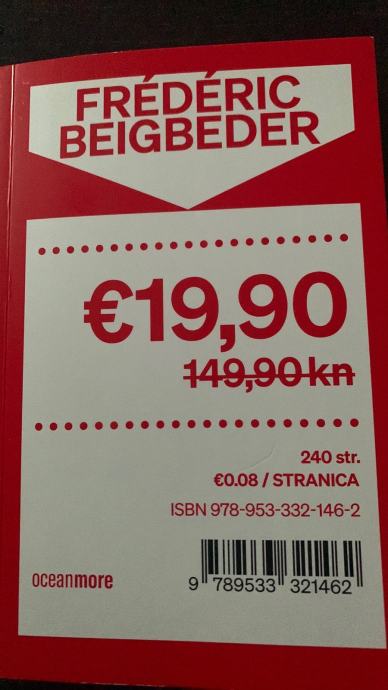 FRÉDÉRIC
BEIGBEDER
€19,90
149,90 kn
240 str.
€0.08 / STRANICA
ISBN 978-953-332-146-2
oceanmore
9 789533 321462